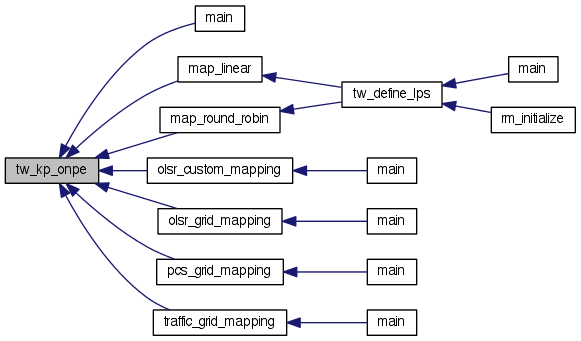 main
map_linear
main
tw_define_lps
map_round_robin
rm_initialize
tw_kp_onpe
olsr_custom_mapping
main
olsr_grid_mapping
main
pcs_grid_mapping
main
traffic_grid_mapping
main